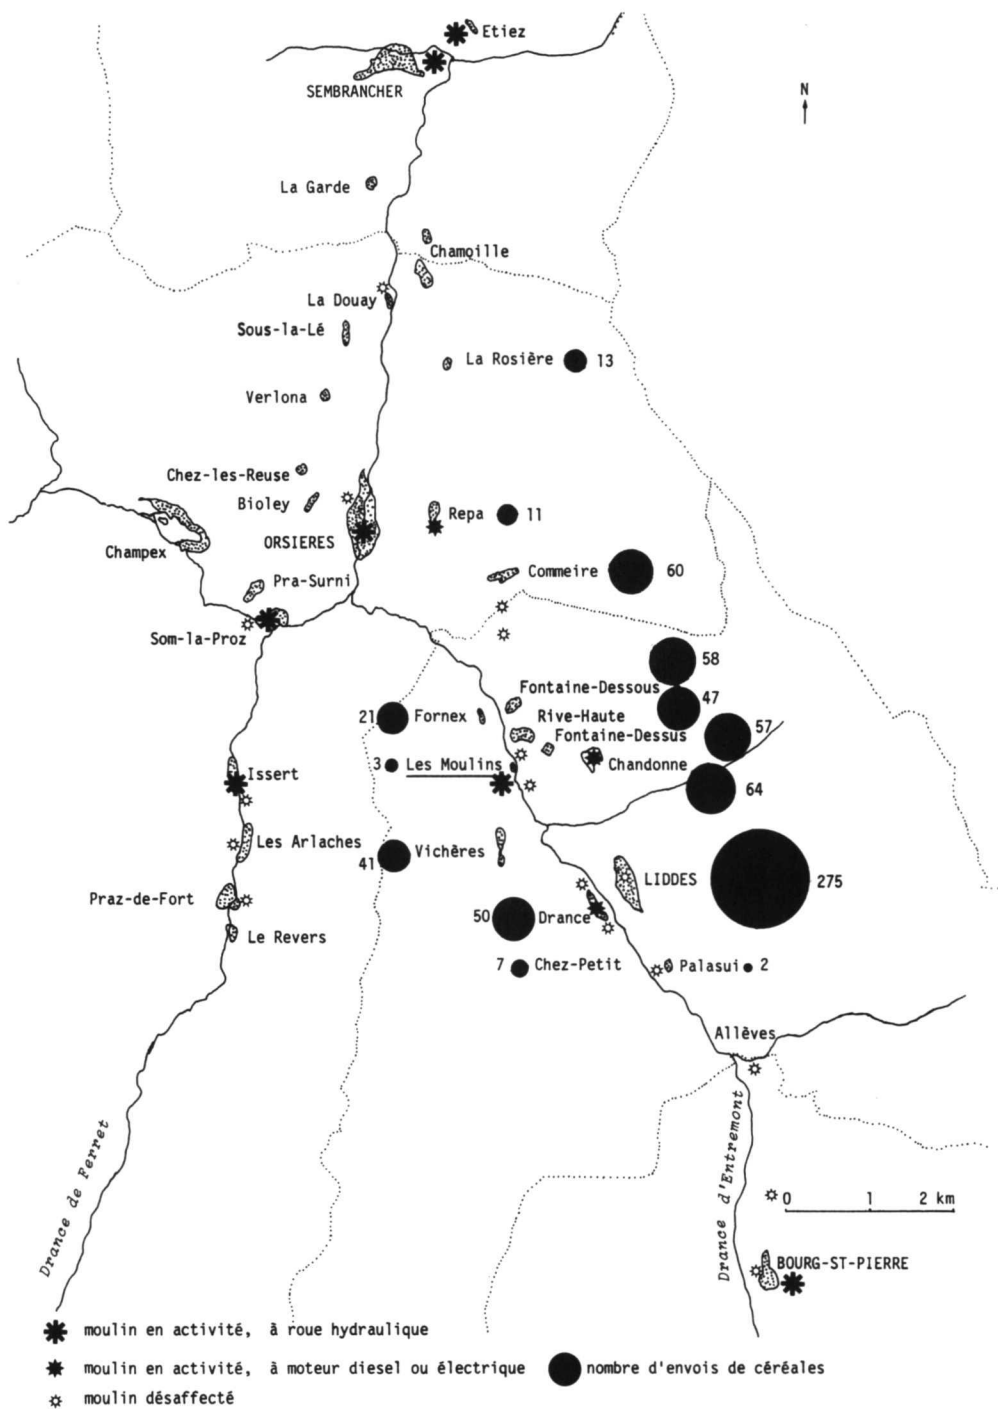 Etiez
SEMBRANCHER
N
La Garde
Chamoille
La Douay
Sous-la-Lé
La Rosière 13
Verlona
Chez-les-Reuse
Bioley
Repa 11
ORSIERES
Champex
Commeire 60
Pra-Surni
Som-la-Proz
58
Fontaine-Dessous
47
21 Fornex
Rive-Haute
57
Fontaine-Dessus
3 Les Moulins
Chandonne
Issert
64
Les Arlaches
41 Vichères
LIDDES 275
Praz-de-Fort
50 Drance
Le Revers
7 Chez-Petit
Palasui 2
Allèves
Drance de Ferret
Drance d'Entremont
0 1 2 km
BOURG-ST-PIERRE
moulin en activité, à roue hydraulique
moulin en activité, à moteur diesel ou électrique
nombre d'envois de céréales
moulin désaffecté